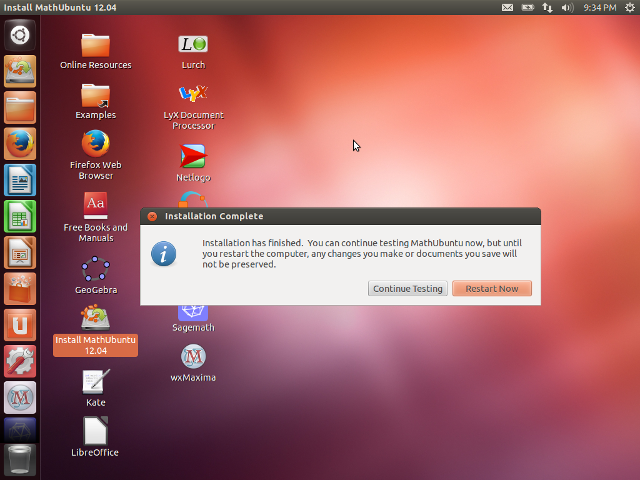 Install MathUbuntu 12.04
9:34 PM
Online Resources
Lurch
Examples
LyX Document
Processor
Firefox Web
Browser
Netlogo
Aa
Free Books and
Manuals
GeoGebra
Installation Complete
Installation has finished. You can continue testing MathUbuntu now, but until
you restart the computer, any changes you make or documents you save will
not be preserved.
Continue Testing
Restart Now
Sagemath
Install MathUbuntu
12.04
wxMaxima
Kate
LibreOffice